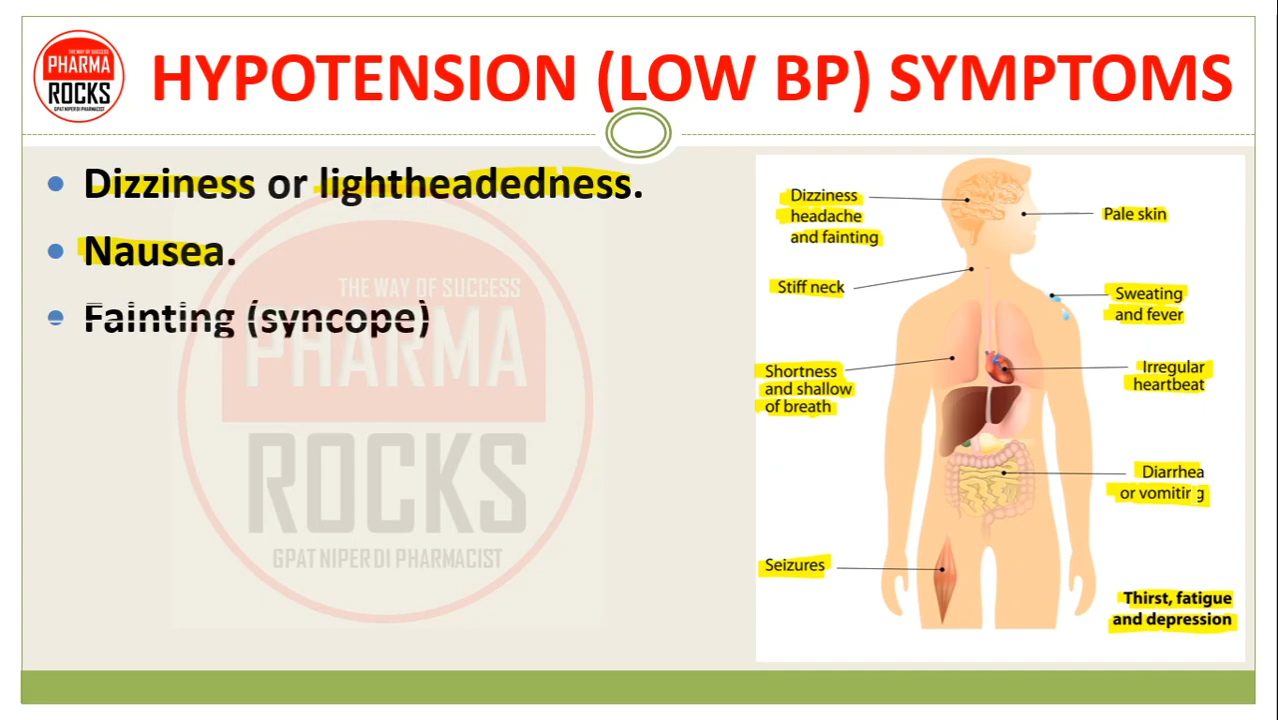 THE WAY OF SUCCESS
PHARMA
ROCKS
GPAT NIPER DI PHARMACIST
HYPOTENSION (LOW BP) SYMPTOMS
• Dizziness or lightheadedness.
• Nausea.
• Fainting (syncope)
THE WAY OF SUCCESS
PHARMA
ROCKS
GPAT NIPER DI PHARMACIST
Dizziness
headache
and fainting
Stiff neck
Shortness
and shallow
of breath
Seizures
Pale skin
Sweating
and fever
Irregular
heartbeat
Diarrhea
or vomiting
Thirst, fatigue
and depression